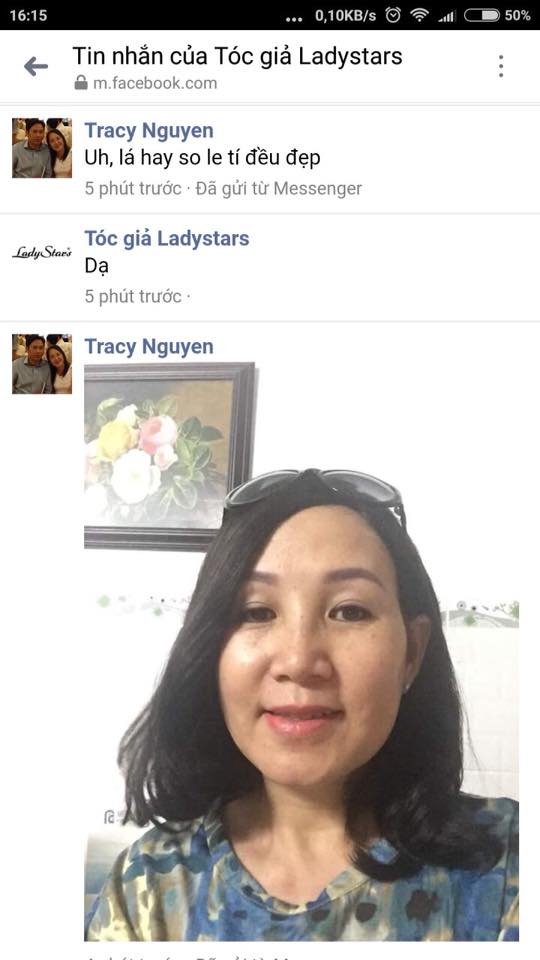 16:15
... 0,10KB/s 50%
Tin nhắn của Tóc giả Ladystars
m.facebook.com
Tracy Nguyen
Uh, lá hay so le tí đều đẹp
5 phút trước · Đã gửi từ Messenger
LadyStars
Tóc giả Ladystars
Dạ
5 phút trước ·
Tracy Nguyen